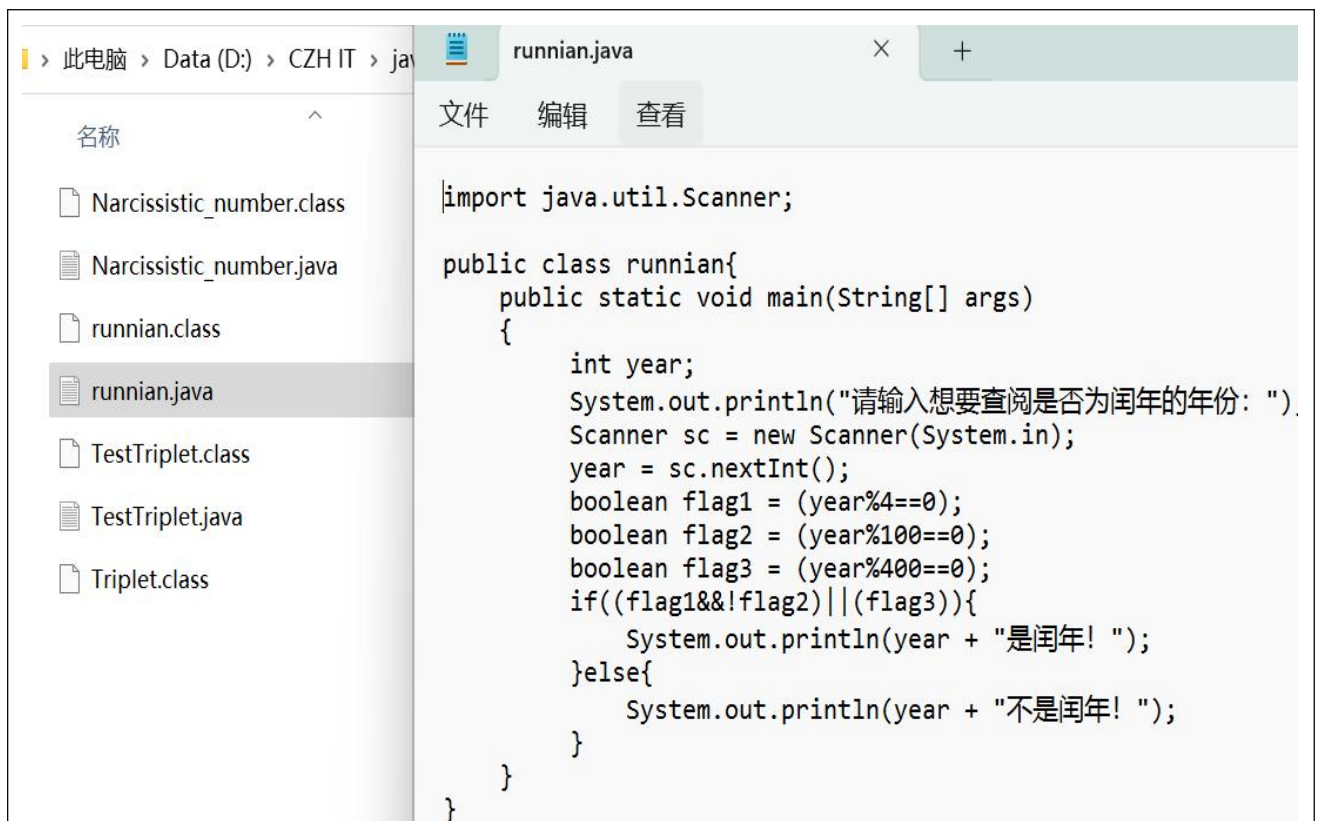 此电脑 > Data (D:) > CZH IT > jav
名称
Narcissistic_number.class
Narcissistic_number.java
runnian.class
runnian.java
TestTriplet.class
TestTriplet.java
Triplet.class
runnian.java
文件 编辑 查看
import java.util.Scanner;
public class runnian{
public static void main(String[] args)
{
int year;
System.out.println("请输入想要查阅是否为闰年的年份：");
Scanner sc = new Scanner(System.in);
year = sc.nextInt();
boolean flag1 = (year%4==0);
boolean flag2 = (year%100==0);
boolean flag3 = (year%400==0);
if((flag1&&!flag2)||(flag3)){
System.out.println(year + "是闰年！");
}else{
System.out.println(year + "不是闰年！");
}
}
}